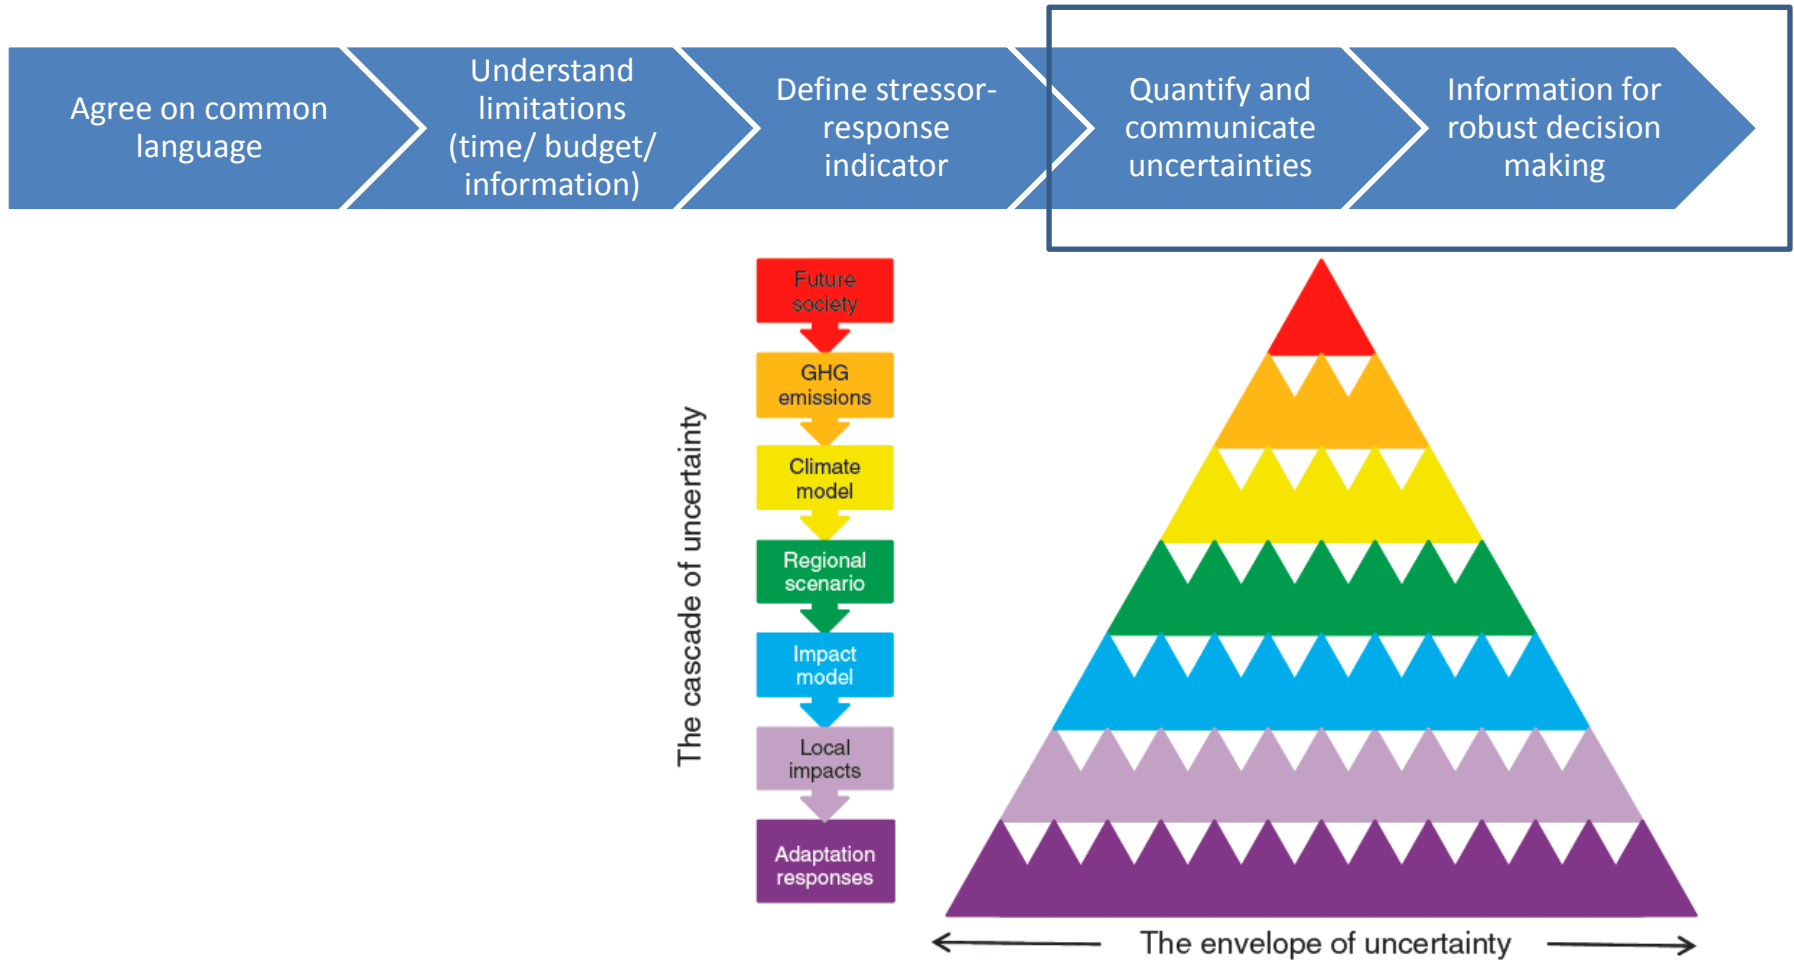 Agree on common
language
Understand
limitations
(time/ budget/
information)
Define stressor-
response
indicator
Quantify and
communicate
uncertainties
Information for
robust decision
making
The cascade of uncertainty
Future
society
GHG
emissions
Climate
model
Regional
scenario
Impact
model
Local
impacts
Adaptation
responses
The envelope of uncertainty